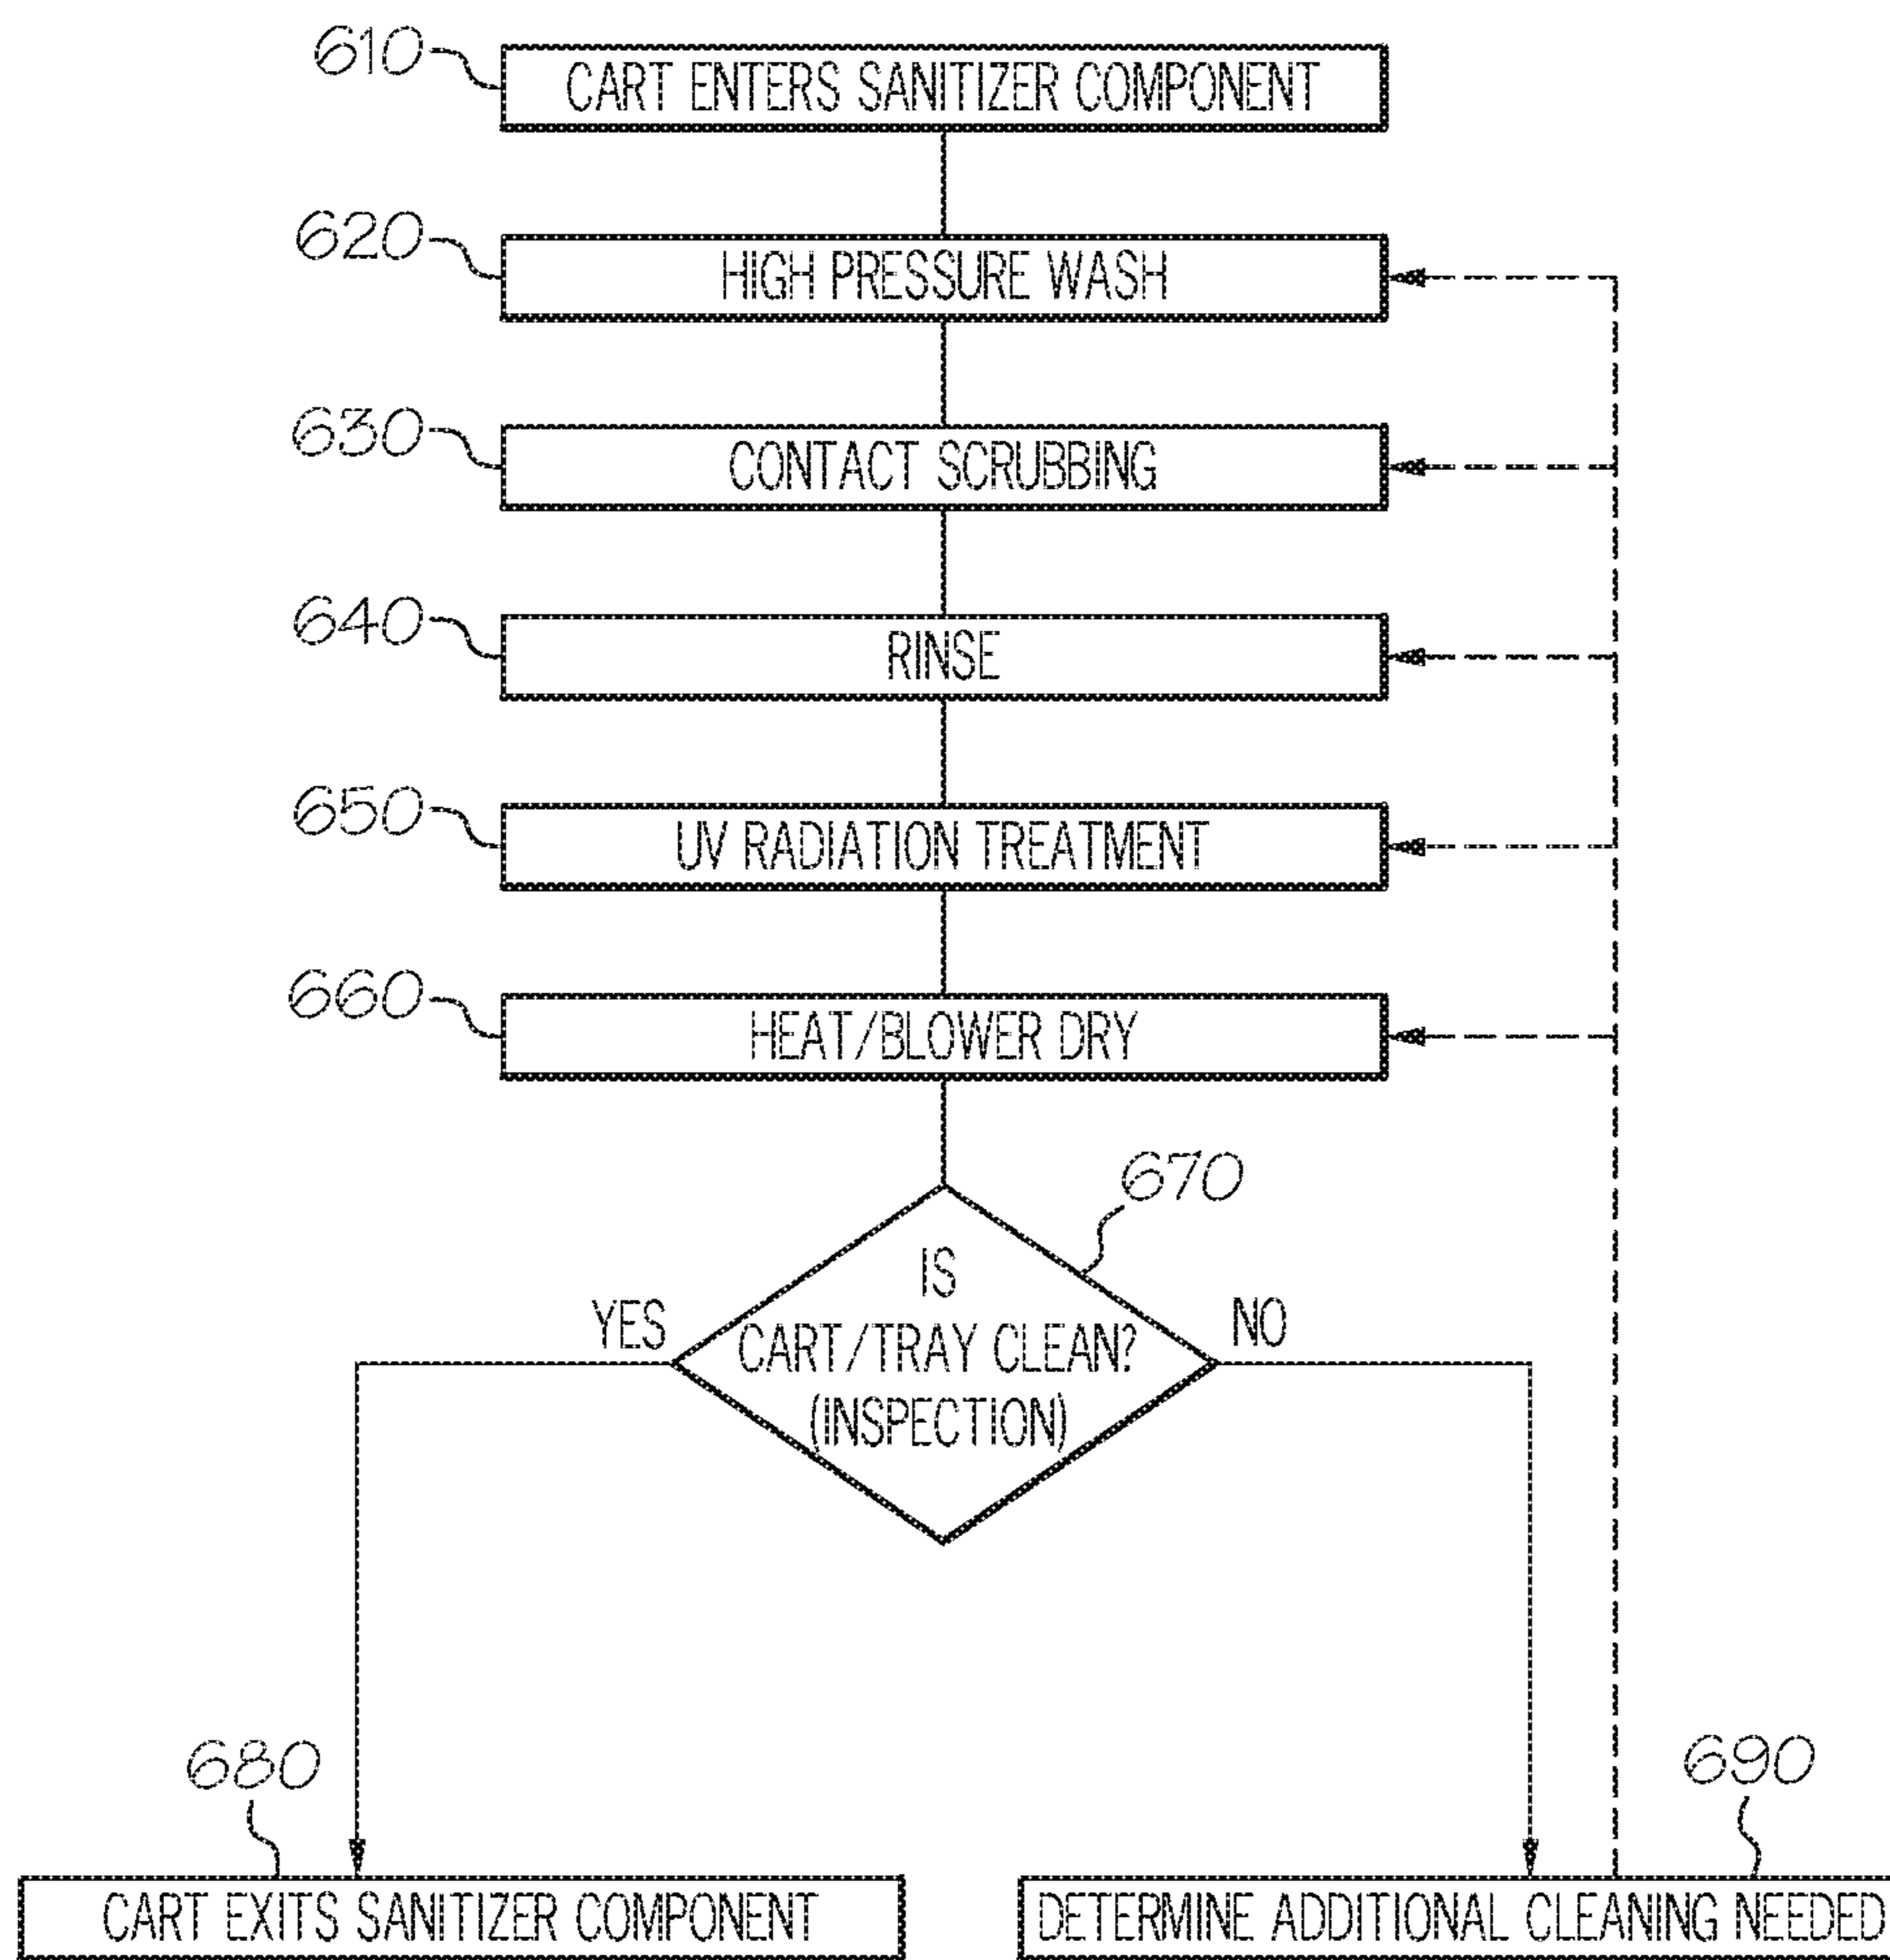 610
CART ENTERS SANITIZER COMPONENT
620
HIGH PRESSURE WASH
630
CONTACT SCRUBBING
640
RINSE
650
UV RADIATION TREATMENT
660
HEAT/BLOWER DRY
670
IS
CART/TRAY CLEAN?
(INSPECTION)
YES
NO
680
CART EXITS SANITIZER COMPONENT
690
DETERMINE ADDITIONAL CLEANING NEEDED